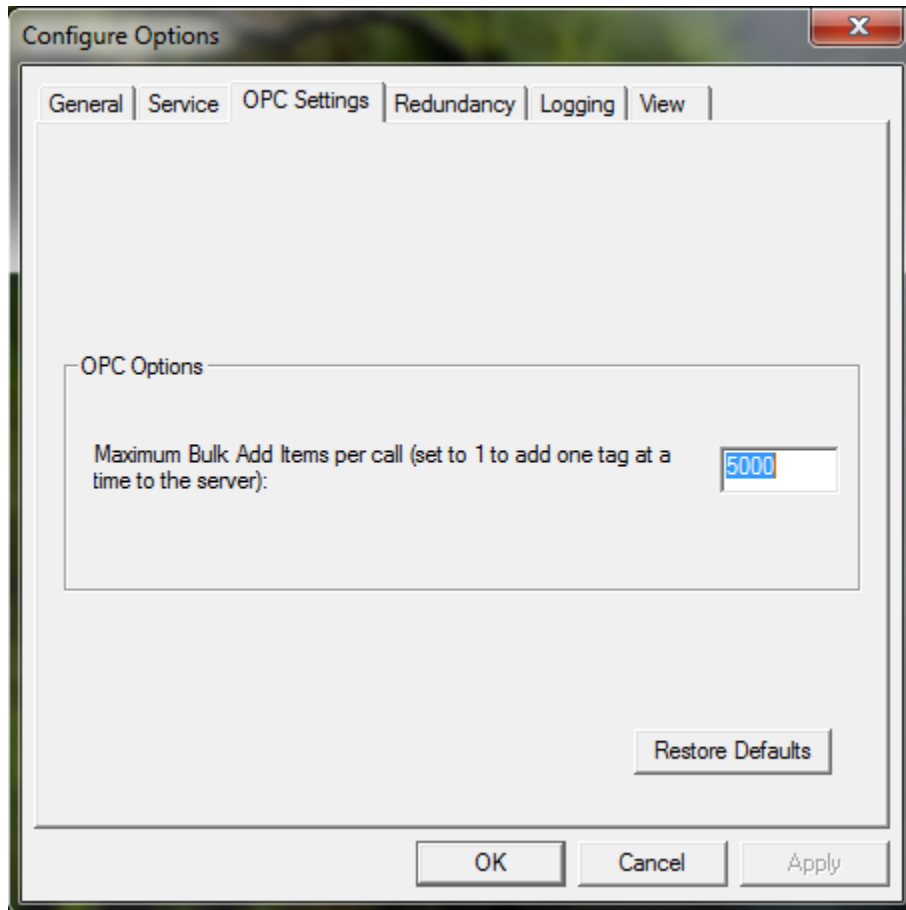 Configure Options
General Service OPC Settings Redundancy Logging View
OPC Options
Maximum Bulk Add Items per call (set to 1 to add one tag at a
time to the server):
5000
Restore Defaults
OK Cancel Apply